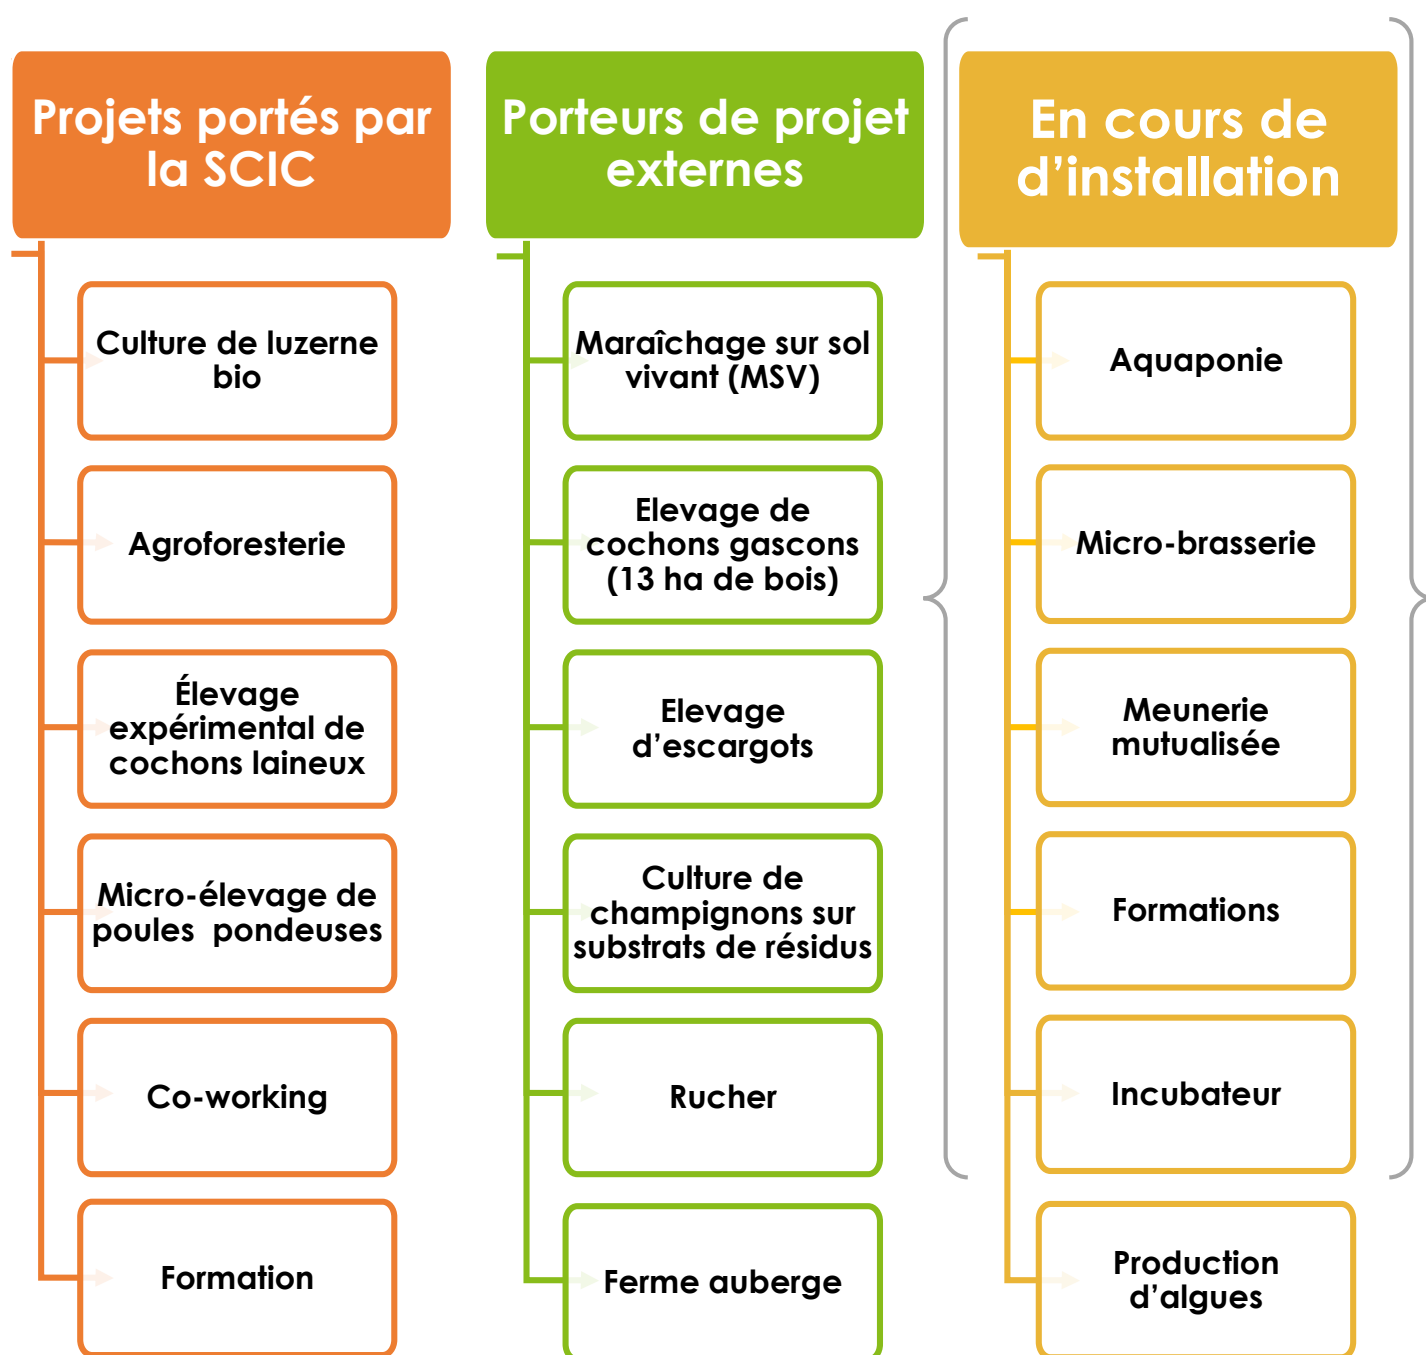 Projets portés par
la SCIC
Culture de luzerne
bio
Agroforesterie
Élevage
expérimental de
cochons laineux
Micro-élevage de
poules  pondeuses
Co-working
Formation
Porteurs de projet
externes
Maraîchage sur sol
vivant (MSV)
Elevage de
cochons gascons
(13 ha de bois)
Elevage
d’escargots
Culture de
champignons sur
substrats de résidus
Rucher
Ferme auberge
En cours de
d’installation
Aquaponie
Micro-brasserie
Meunerie
mutualisée
Formations
Incubateur
Production
d’algues